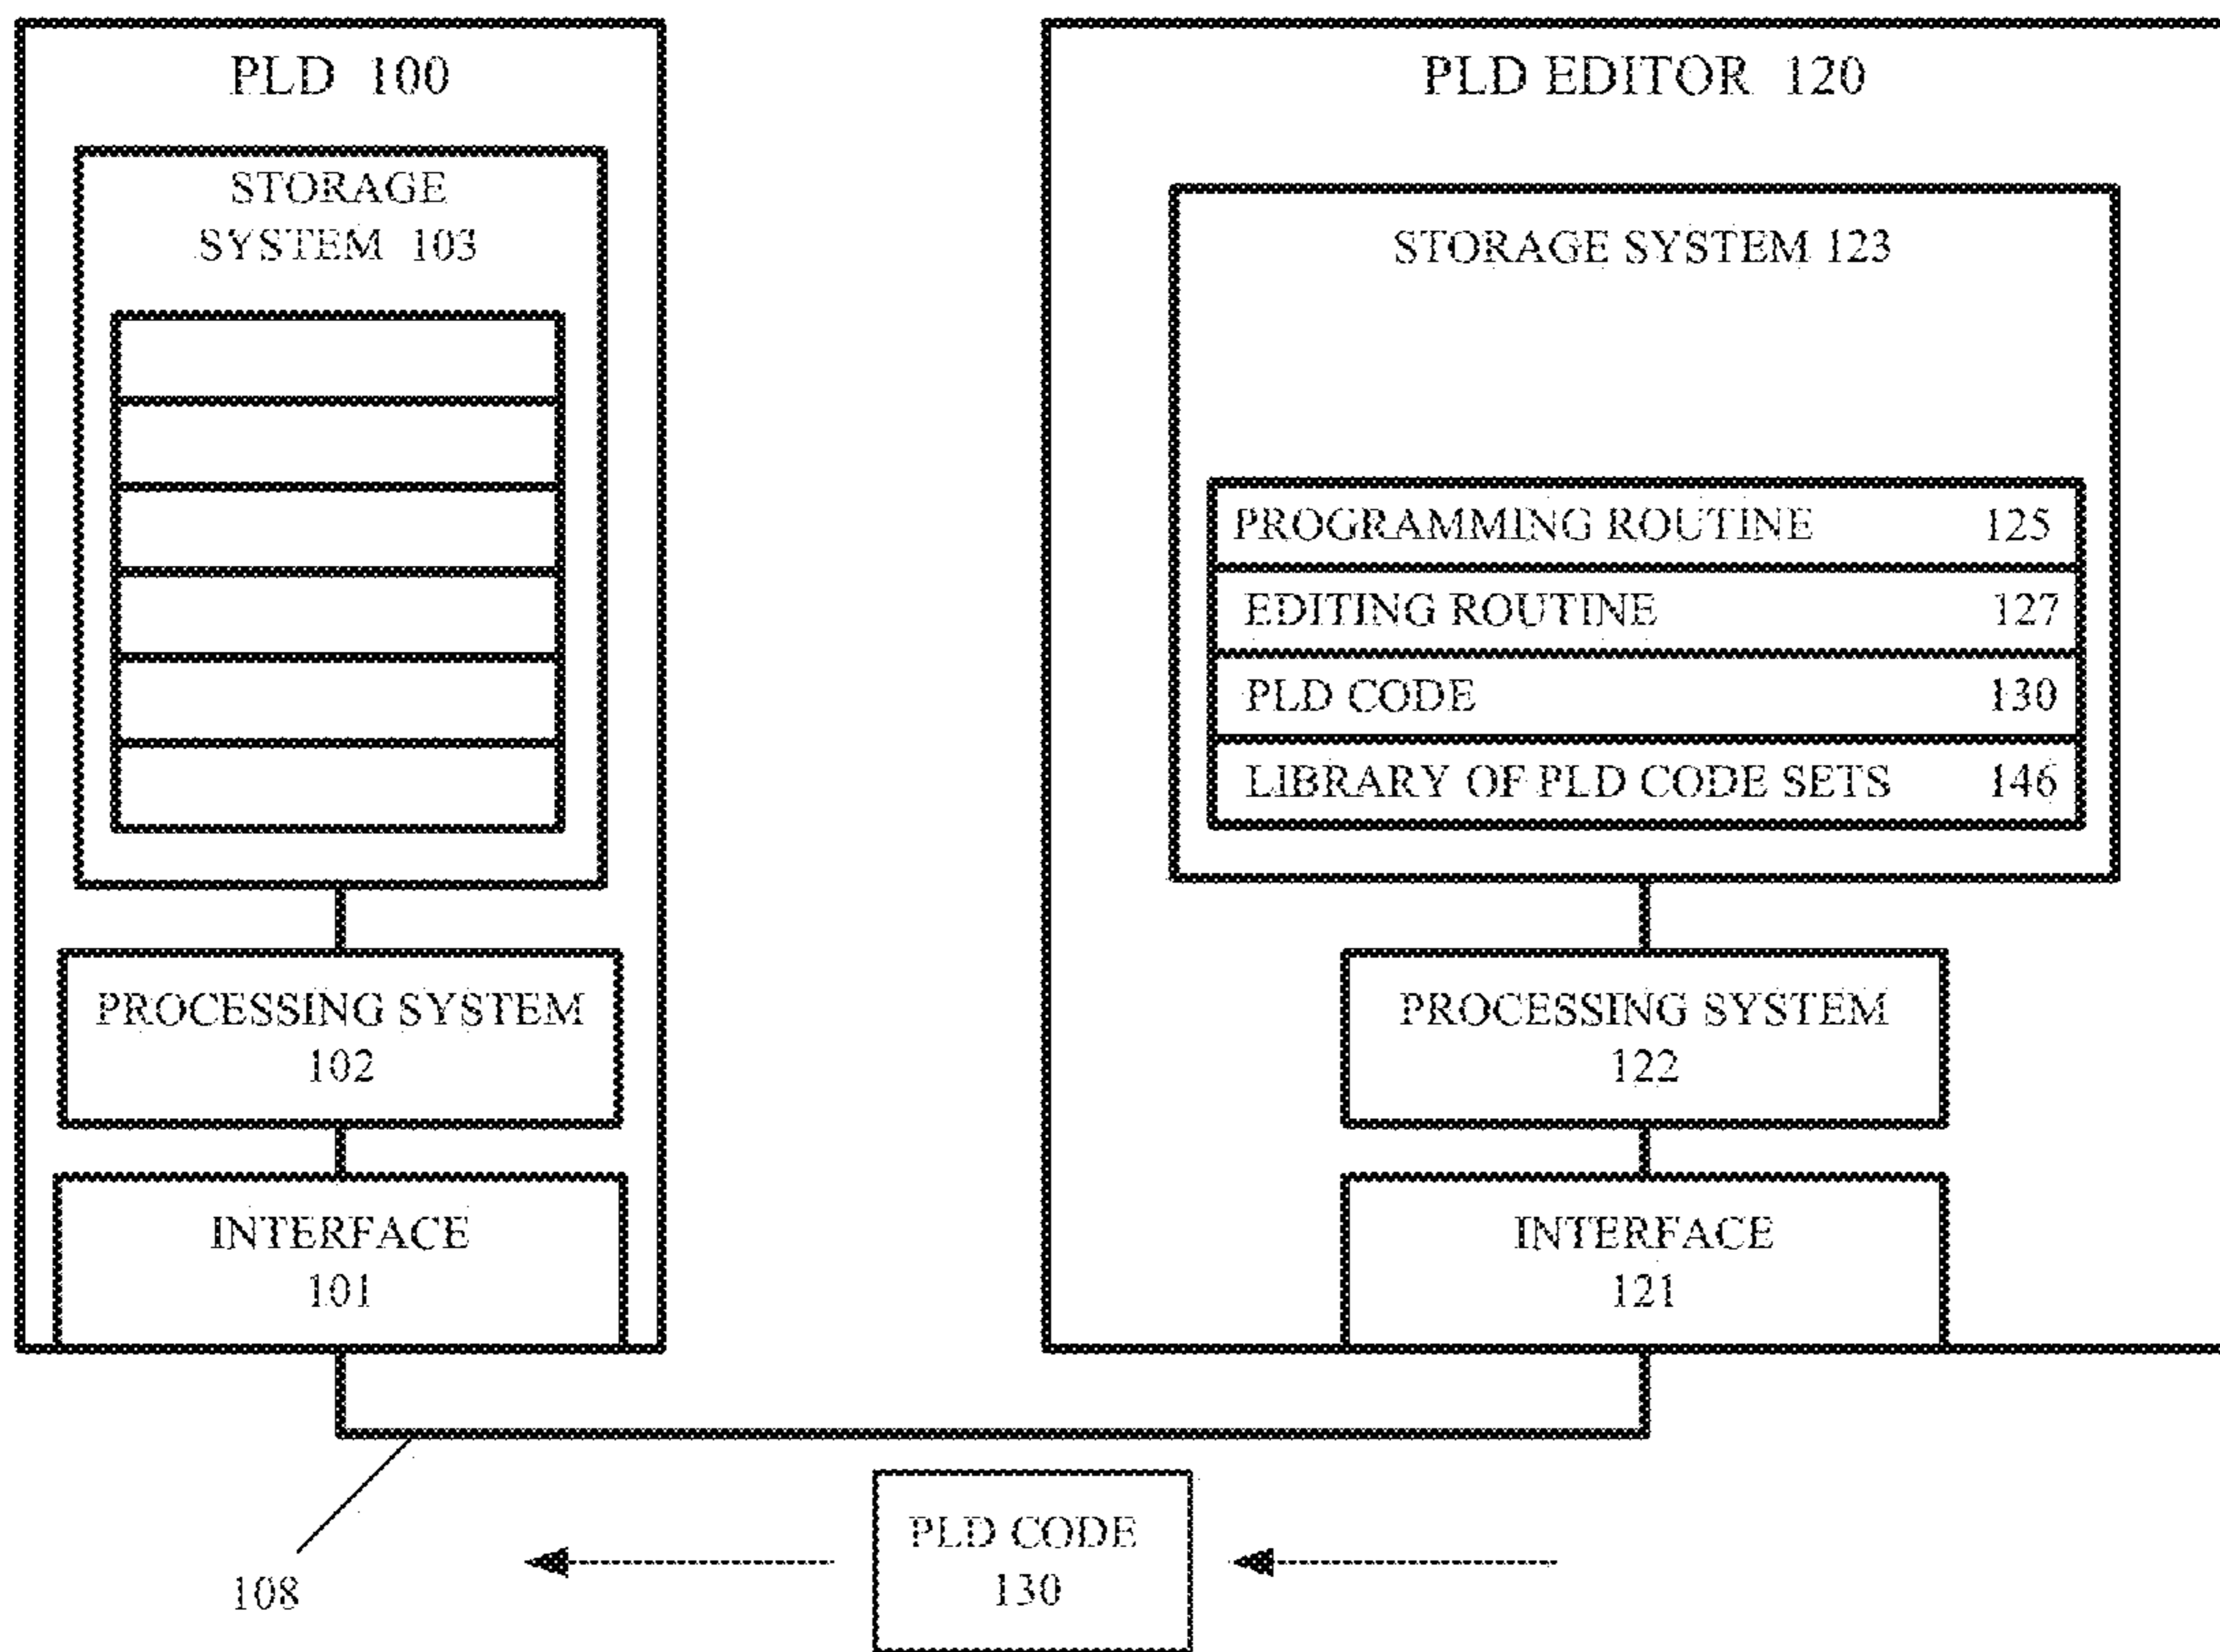 PLD 100
STORAGE
SYSTEM 103
PROCESSING SYSTEM
102
INTERFACE
101
PLD EDITOR 120
STORAGE SYSTEM 123
PROGRAMMING ROUTINE 125
EDITING ROUTINE 127
PLD CODE 130
LIBRARY OF PLD CODE SETS 146
PROCESSING SYSTEM
122
INTERFACE
121
108
PLD CODE
130